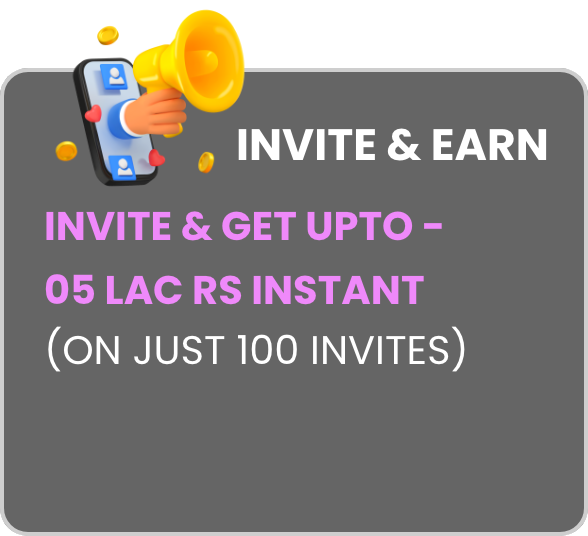 INVITE & EARN
INVITE & GET UPTO -
05 LAC RS INSTANT
(ON JUST 100 INVITES)